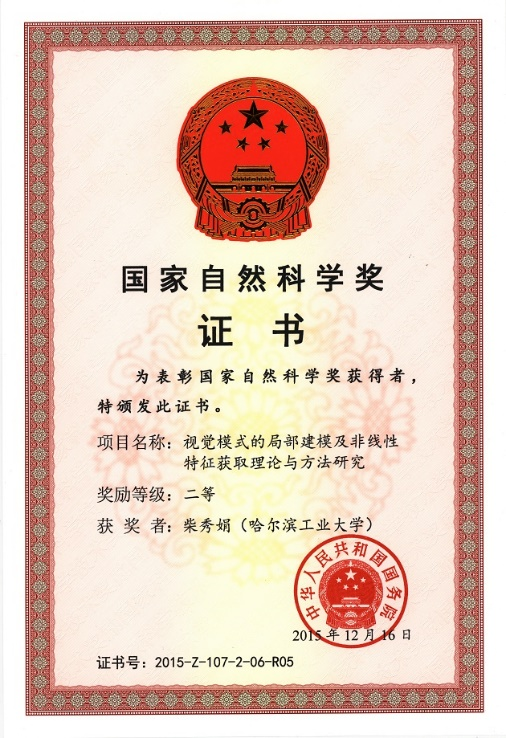 国家自然科学奖
证书
为表彰国家自然科学奖获得者，
特颁发此证书。
项目名称：视觉模式的局部建模及非线性
特征获取理论与方法研究
奖励等级：二等
获奖者：柴秀娟（哈尔滨工业大学）
中华人民共和国国务院
2015年12月16日
证书号：2015-Z-107-2-06-R05